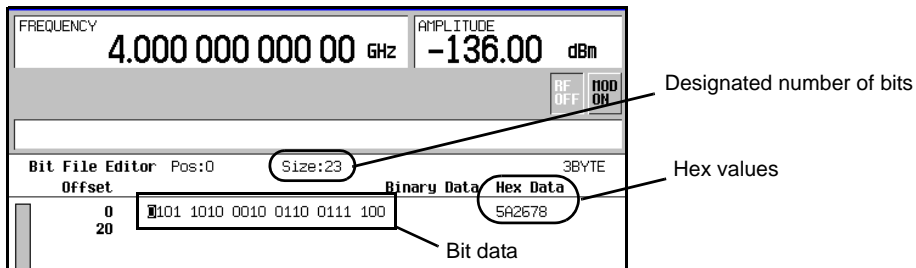 FREQUENCY AMPLITUDE
4.000 000 000 00 GHz -136.00 dBm
RF OFF MOD ON
Designated number of bits
Bit File Editor Pos:0 Size:23 3BYTE
Hex values
Offset Binary Data Hex Data
0 0101 1010 0010 0110 0111 100 5A2678
20
Bit data